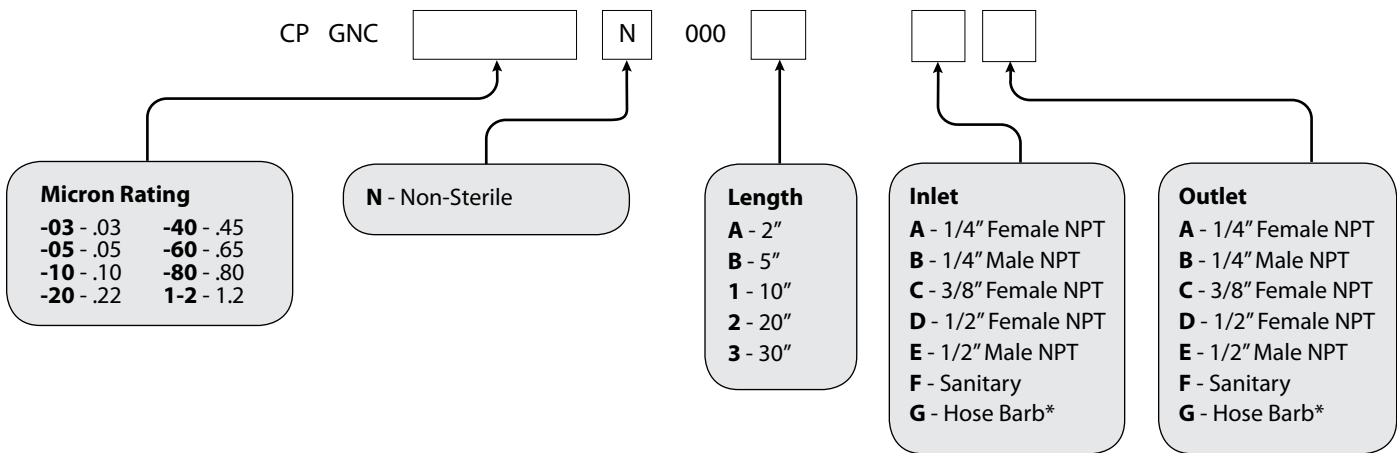 CP GNC N 000
Micron Rating
-03 - .03 -40 - .45
-05 - .05 -60 - .65
-10 - .10 -80 - .80
-20 - .22 1-2 - 1.2
N - Non-Sterile
Length
A - 2″
B - 5″
1 - 10″
2 - 20″
3 - 30″
Inlet
A - 1/4″ Female NPT
B - 1/4″ Male NPT
C - 3/8″ Female NPT
D - 1/2″ Female NPT
E - 1/2″ Male NPT
F - Sanitary
G - Hose Barb*
Outlet
A - 1/4″ Female NPT
B - 1/4″ Male NPT
C - 3/8″ Female NPT
D - 1/2″ Female NPT
E - 1/2″ Male NPT
F - Sanitary
G - Hose Barb*